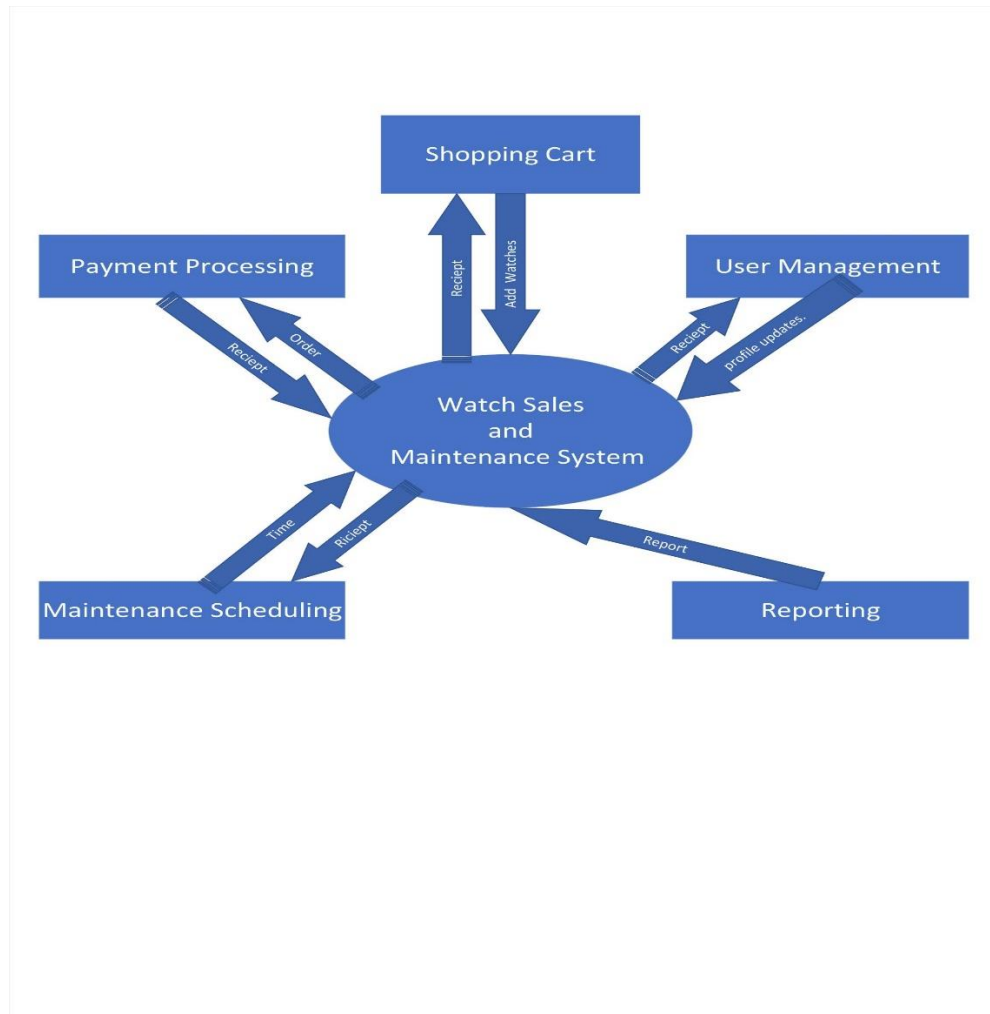 Shopping Cart
Payment Processing
User Management
Reciept
Add Watches
Reciept
Order
Reciept
profile updates.
Watch Sales
and
Maintenance System
Time
Riciept
Report
Maintenance Scheduling
Reporting